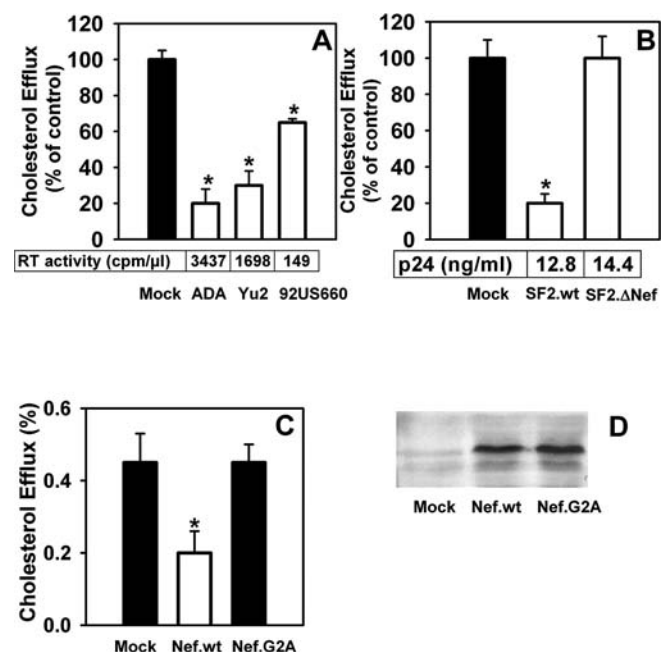 A
Cholesterol Efflux
(% of control)
120
100
80
60
40
20
0
*
*
*
RT activity (cpm/µl) 3437 1698 149
Mock ADA Yu2 92US660
B
Cholesterol Efflux
(% of control)
120
100
80
60
40
20
0
*
p24 (ng/ml) 12.8 14.4
Mock SF2.wt SF2.ΔNef
C
Cholesterol Efflux (%)
0.6
0.4
0.2
0
*
Mock Nef.wt Nef.G2A
D
Mock Nef.wt Nef.G2A